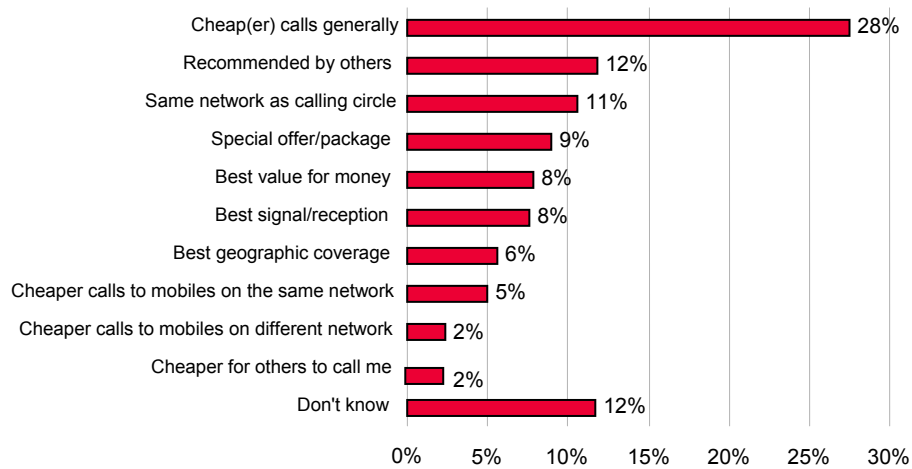 Cheap(er) calls generally 28%
Recommended by others 12%
Same network as calling circle 11%
Special offer/package 9%
Best value for money 8%
Best signal/reception 8%
Best geographic coverage 6%
Cheaper calls to mobiles on the same network 5%
Cheaper calls to mobiles on different network 2%
Cheaper for others to call me 2%
Don't know 12%
0% 5% 10% 15% 20% 25% 30%